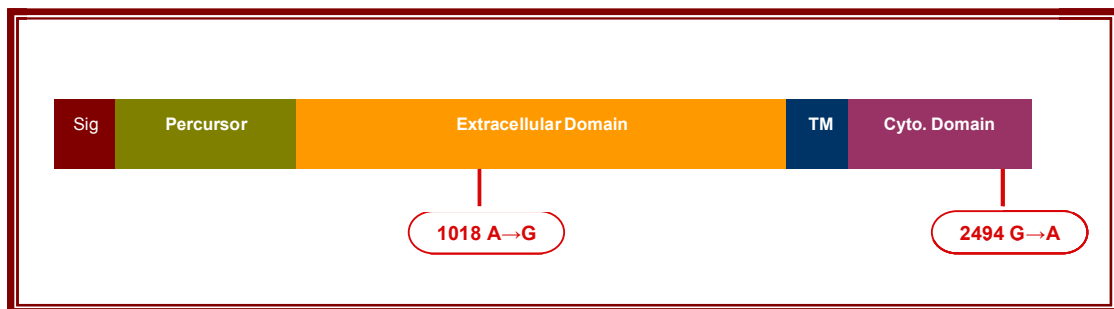 Sig Percursor Extracellular Domain TM Cyto. Domain
1018 A→G 2494 G→A